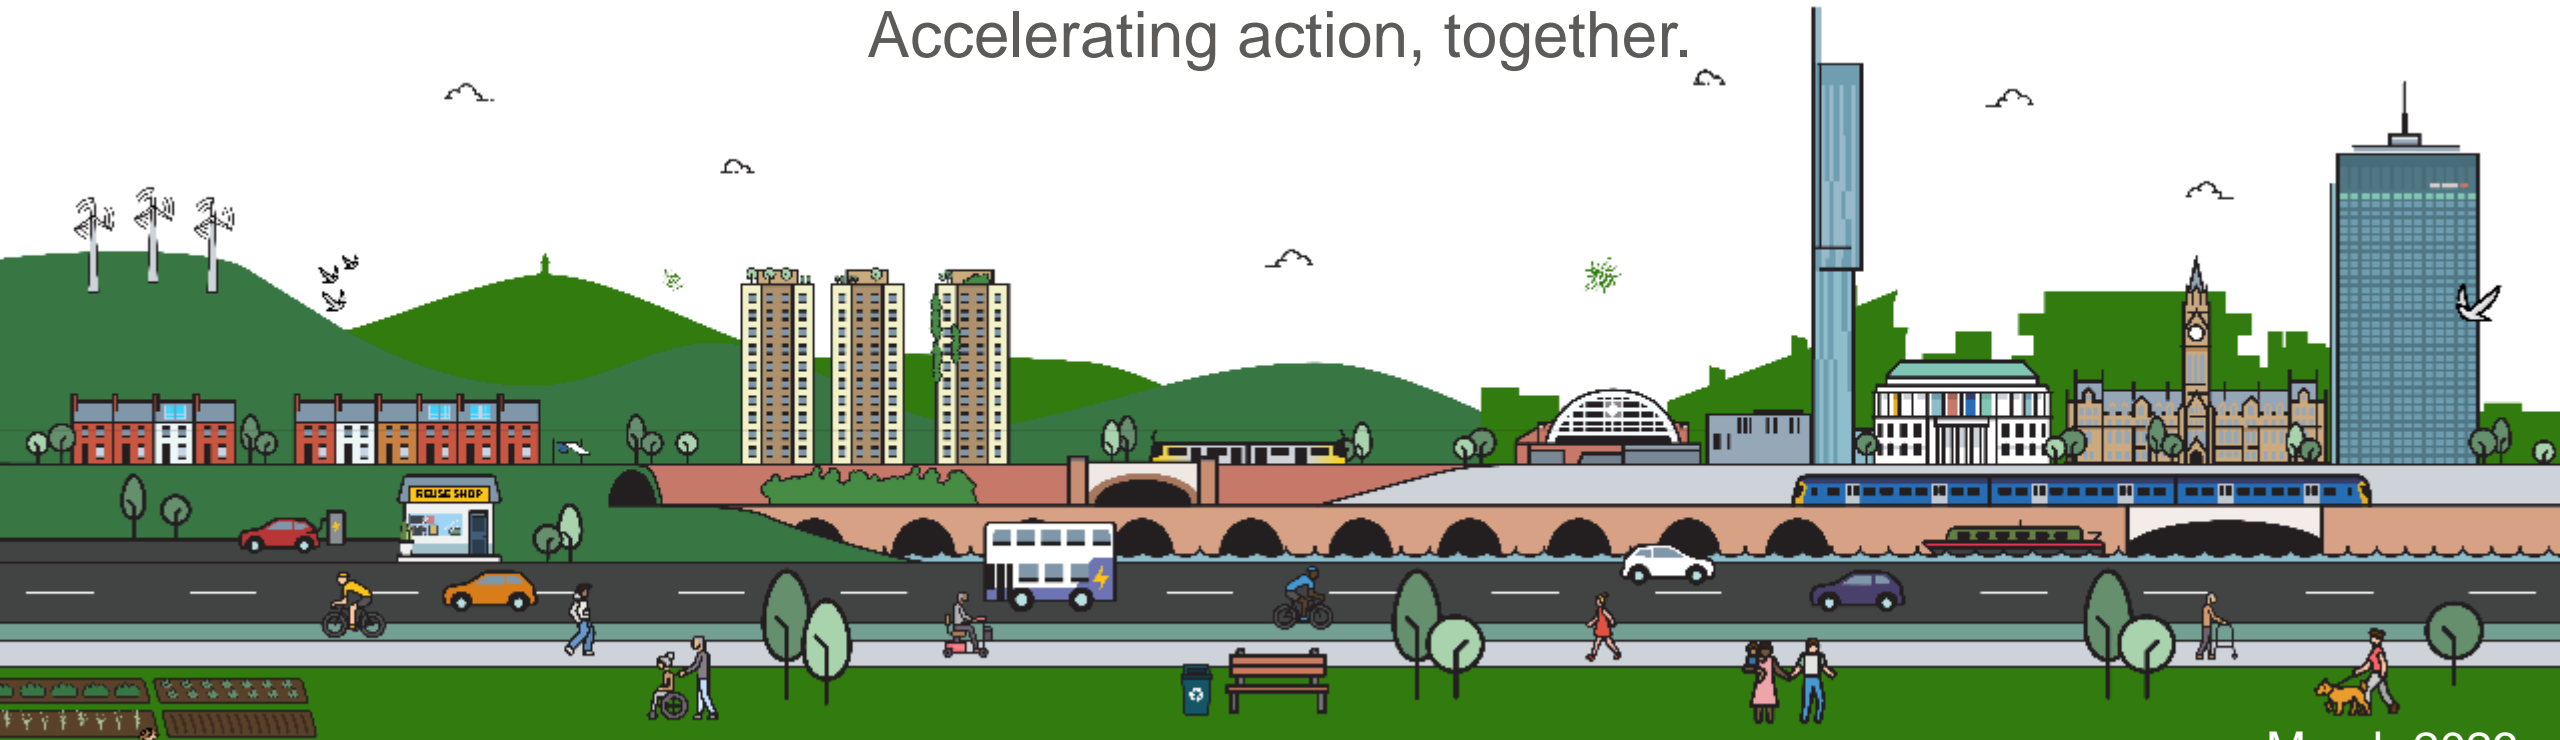 Accelerating action, together.
REUSE SHOP